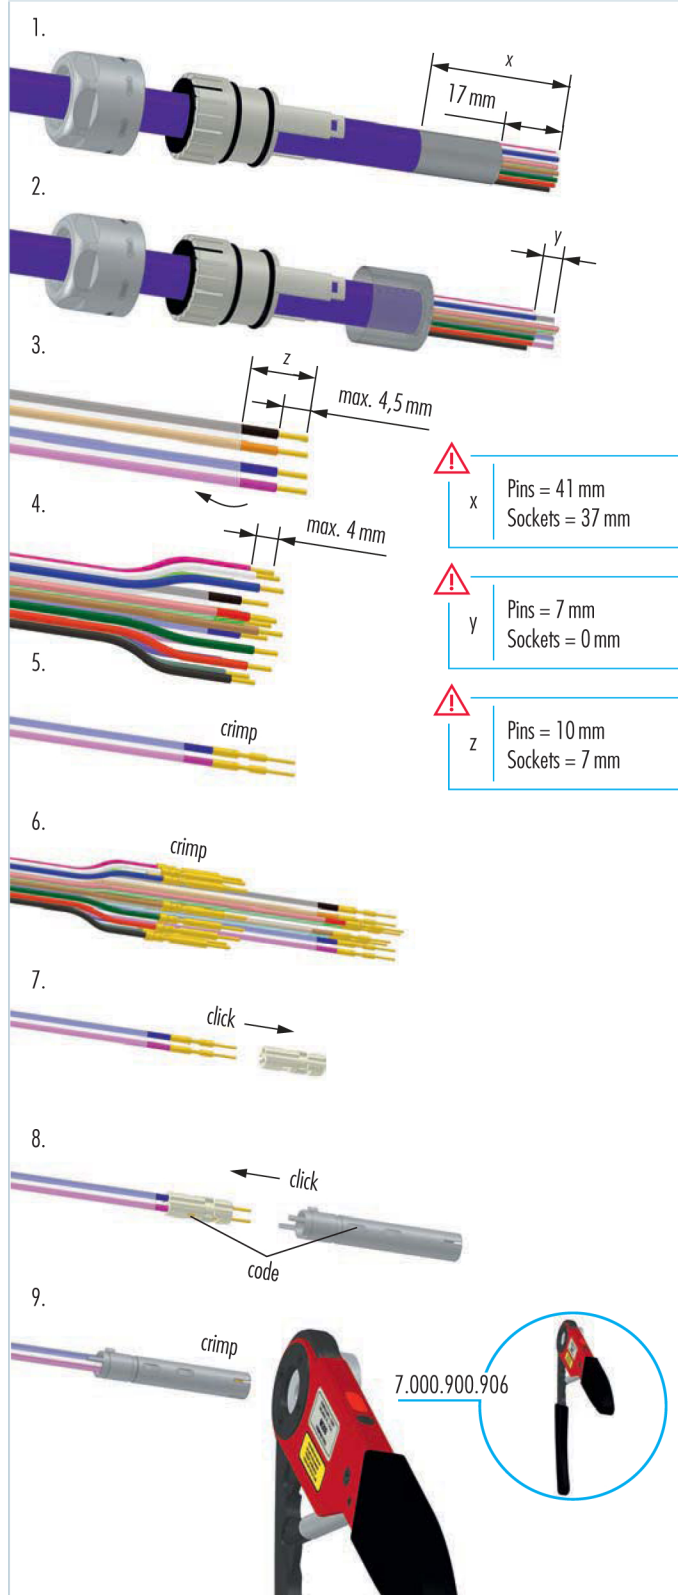 1.
x
17 mm
2.
y
3.
z
max. 4,5 mm
x
Pins = 41 mm
Sockets = 37 mm
4.
max. 4 mm
y
Pins = 7 mm
Sockets = 0 mm
5.
crimp
z
Pins = 10 mm
Sockets = 7 mm
6.
crimp
7.
click
8.
click
code
9.
crimp
7.000.900.906